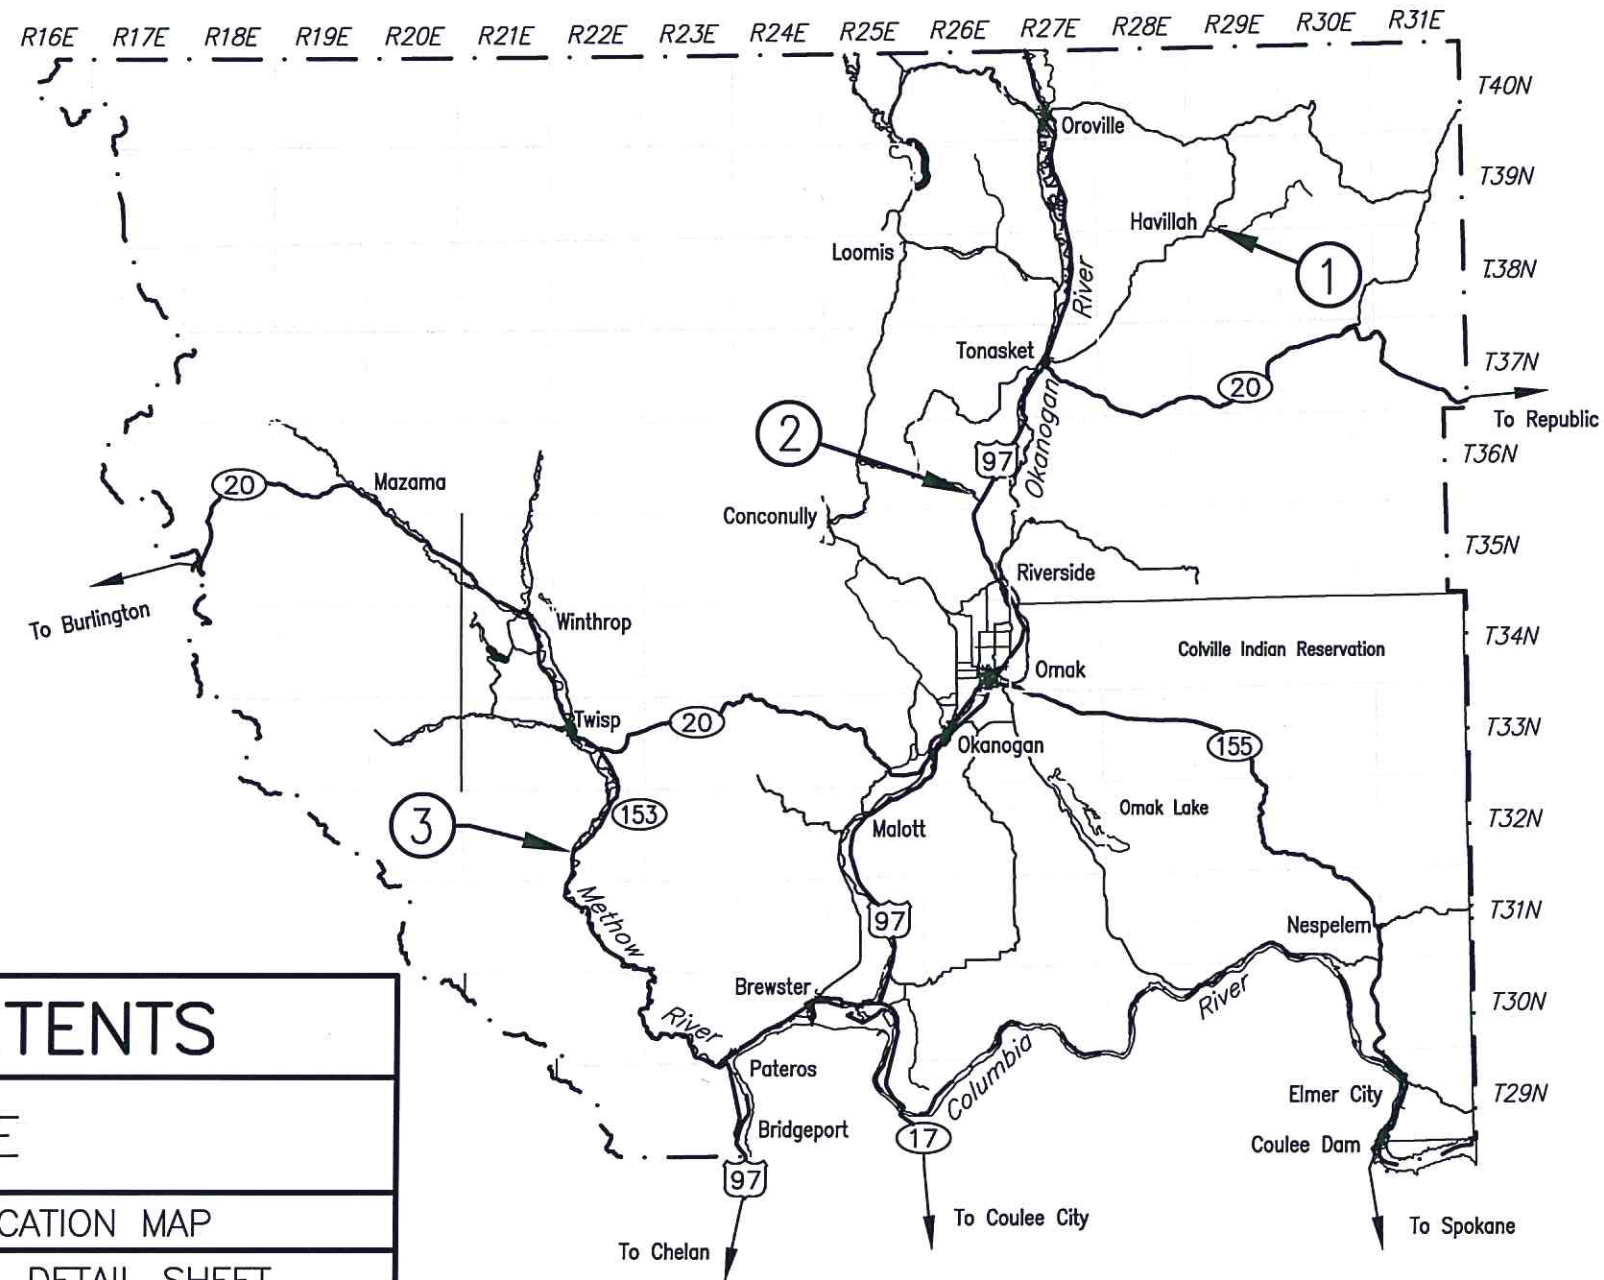 R16E R17E R18E R19E R20E R21E R22E R23E R24E R25E R26E R27E R28E R29E R30E R31E
T40N
Oroville
T39N
Havillah
Loomis
1
T38N
River
Tonasket
T37N
20
To Republic
Okanogan
2
97
T36N
20
Mazama
Conconully
T35N
Riverside
To Burlington
Winthrop
T34N
Colville Indian Reservation
Omak
Twisp
20
T33N
Okanogan
155
3
153
Omak Lake
T32N
Malott
Methow
97
T31N
Nespelem
Brewster
River
T30N
River
TENTS
Columbia
Pateros
Elmer City
T29N
Bridgeport
17
Coulee Dam
E
97
CATION MAP
To Coulee City
To Spokane
To Chelan
DETAIL SHEET